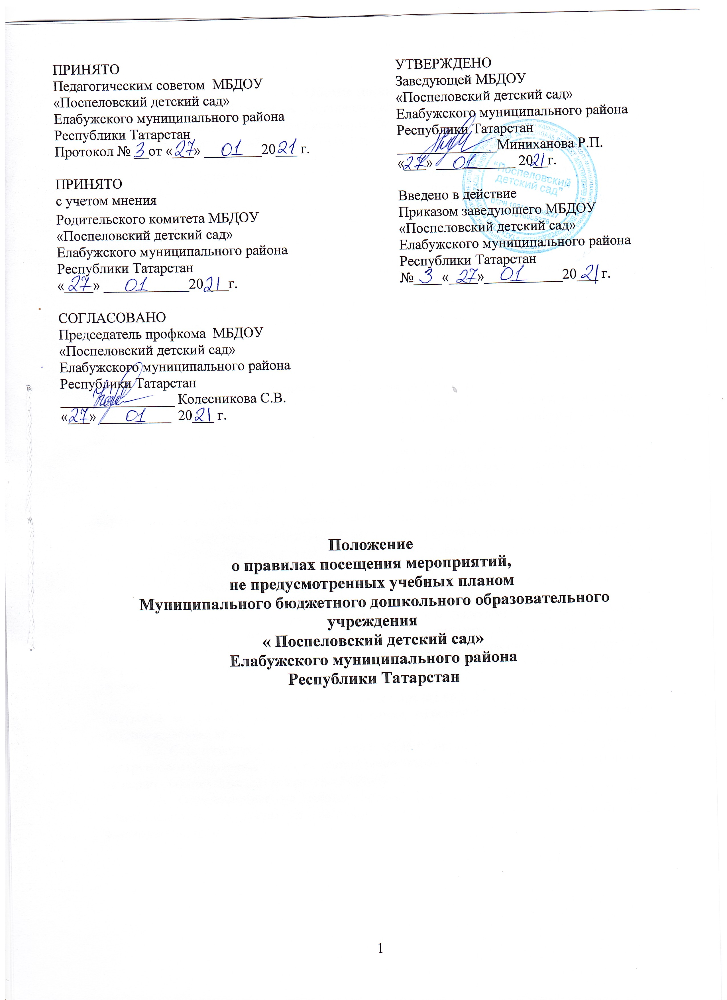 ПРИНЯТО
Педагогическим советом МБДОУ
«Поспеловский детский сад»
Елабужского муниципального района
Республики Татарстан
Протокол № 3 от «27» 01 2021 г.
ПРИНЯТО
с учетом мнения
Родительского комитета МБДОУ
«Поспеловский детский сад»
Елабужского муниципального района
Республики Татарстан
«27» 01 2021 г.
СОГЛАСОВАНО
Председатель профкома МБДОУ
«Поспеловский детский сад»
Елабужского муниципального района
Республики Татарстан
Колесникова С.В.
«27» 01 2021 г.
УТВЕРЖДЕНО
Заведующей МБДОУ
«Поспеловский детский сад»
Елабужского муниципального района
Республики Татарстан
Миниханова Р.П.
«27» 01 2021 г.
"Поспеловский
детский сад"
Введено в действие
Приказом заведующего МБДОУ
«Поспеловский детский сад»
Елабужского муниципального района
Республики Татарстан
№ 3 «27» 01 2021 г.
Положение
о правилах посещения мероприятий,
не предусмотренных учебных планом
Муниципального бюджетного дошкольного образовательного
учреждения
« Поспеловский детский сад»
Елабужского муниципального района
Республики Татарстан
1